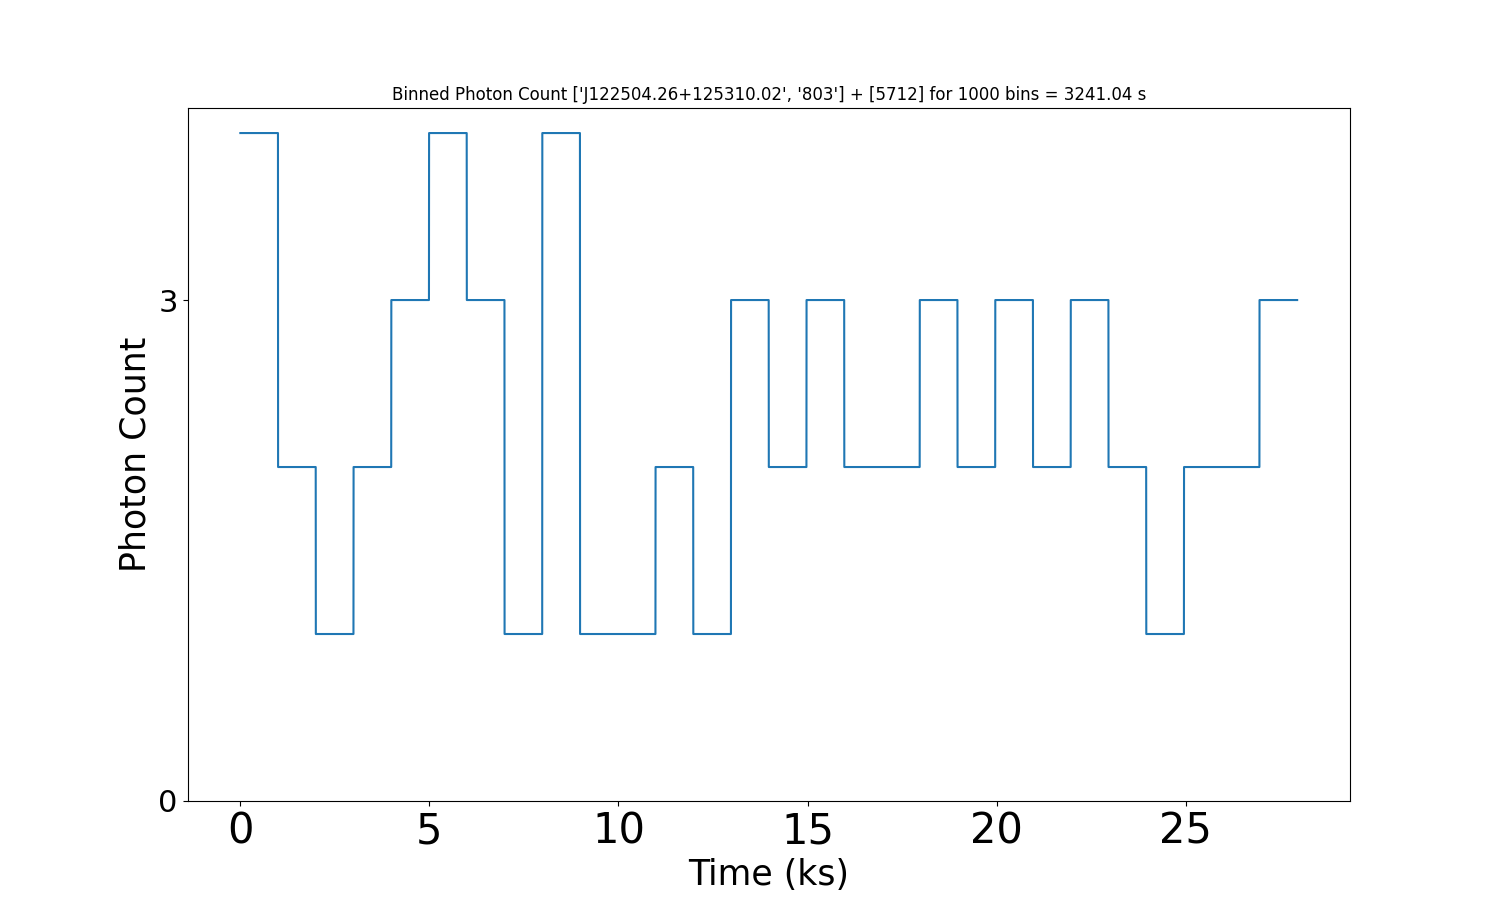 Binned Photon Count ['J122504.26+125310.02', '803'] + [5712] for 1000 bins = 3241.04 s
3
Photon Count
0
0 5 10 15 20 25
Time (ks)